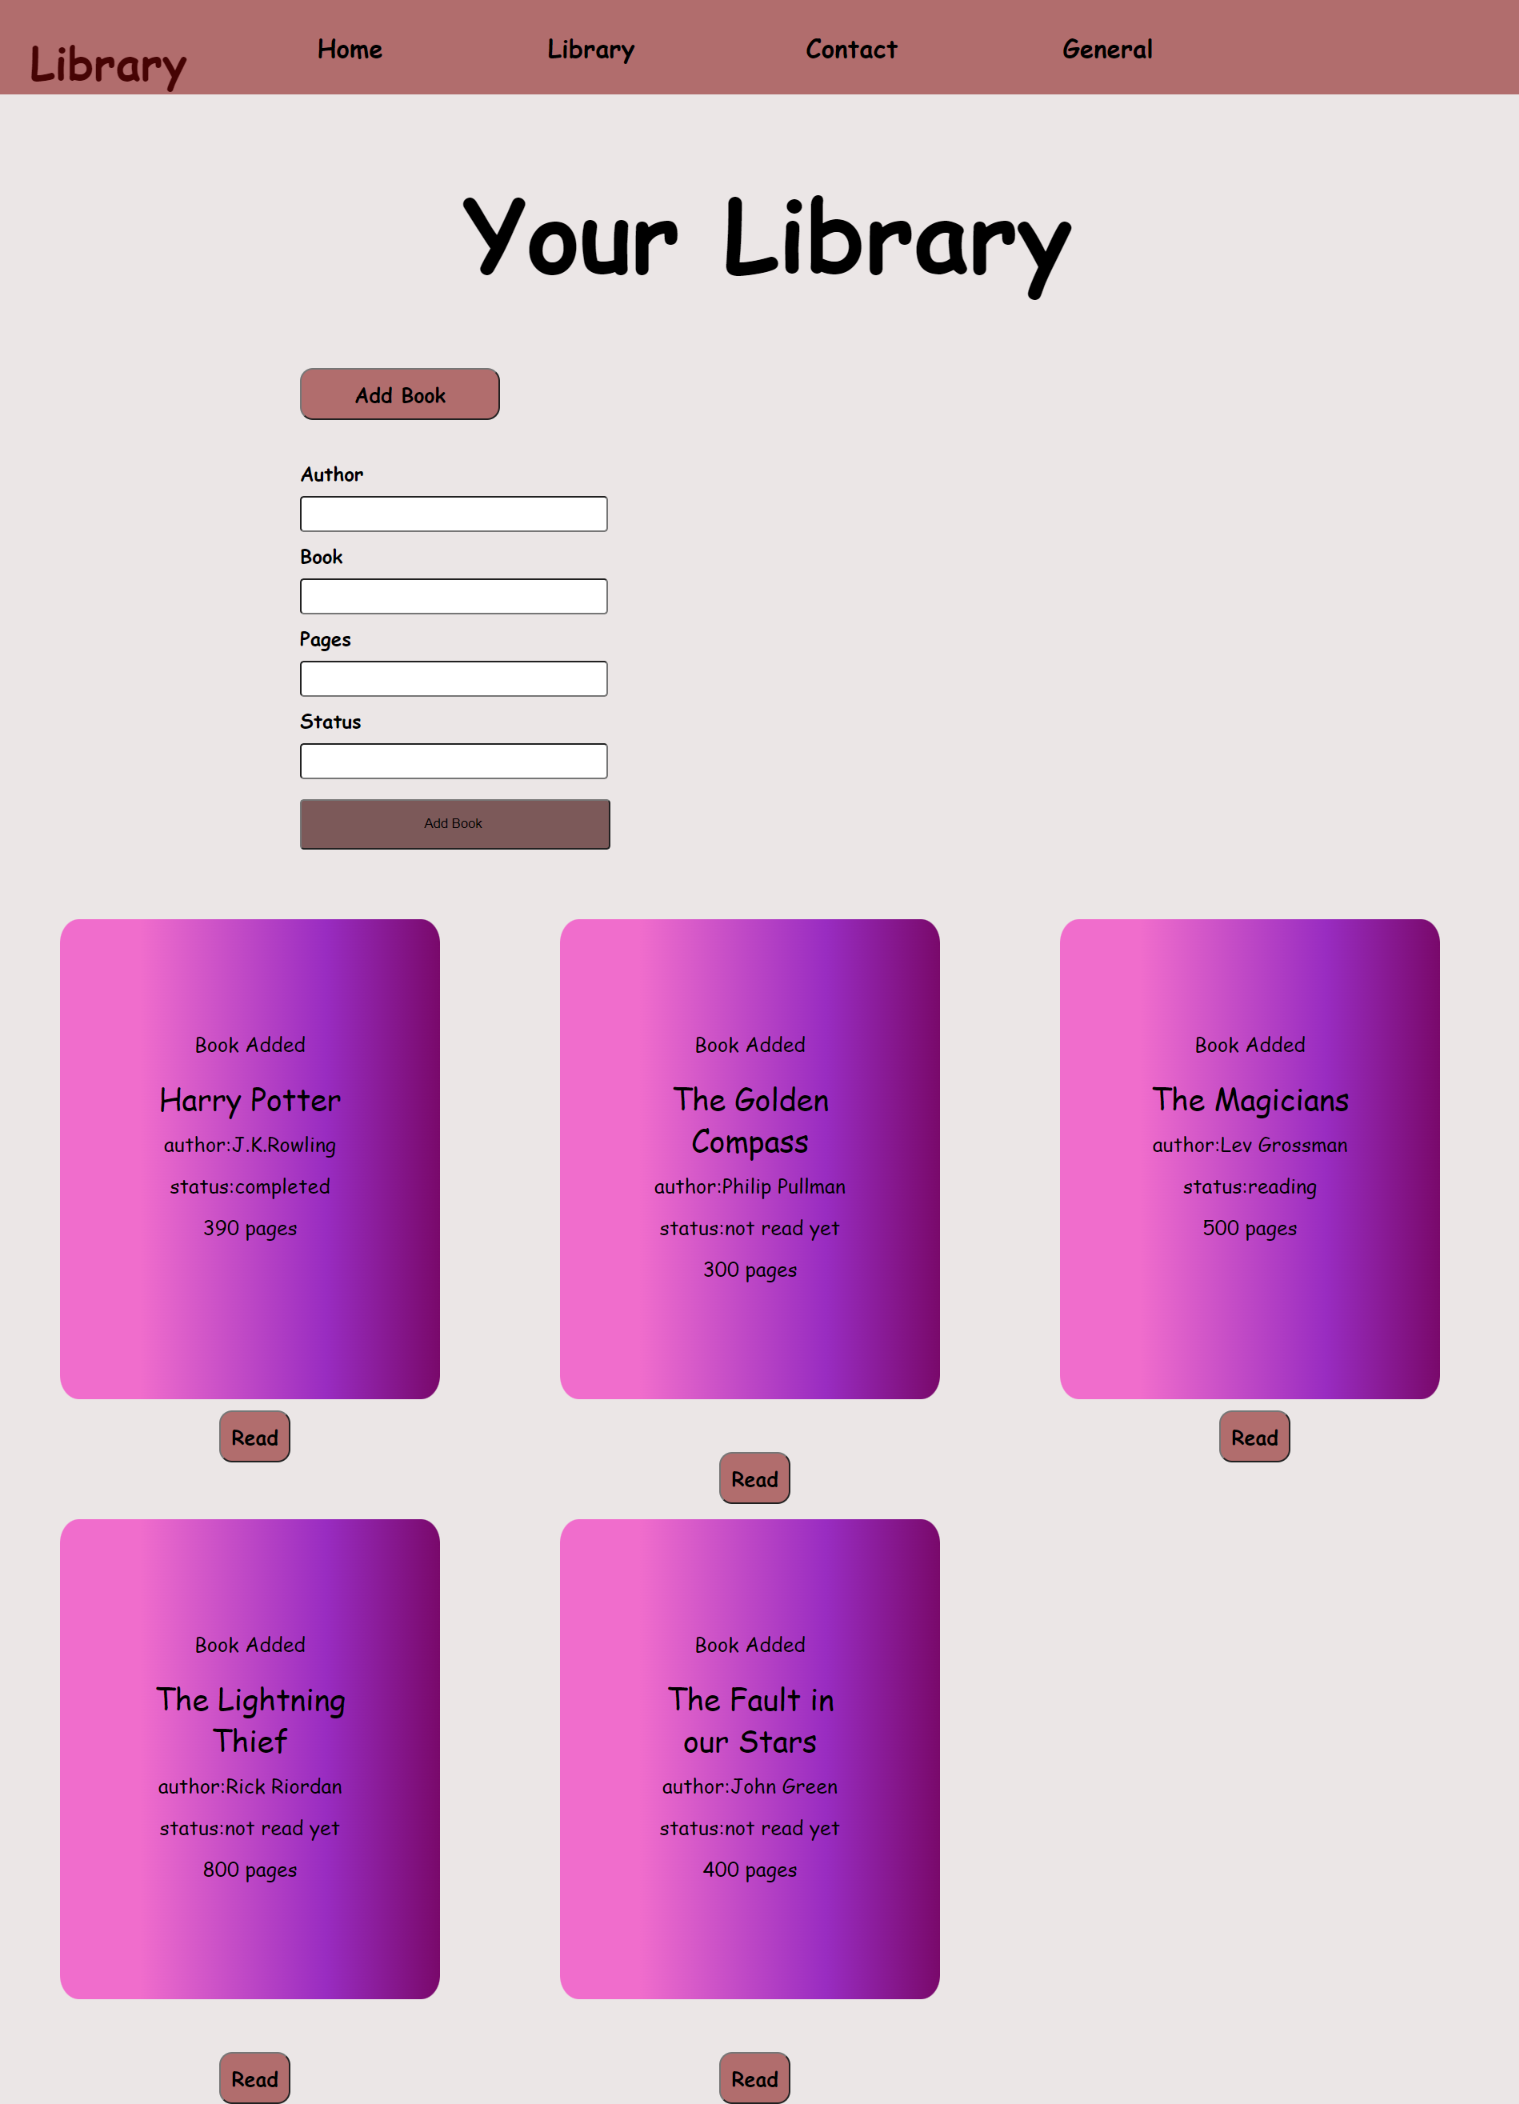 Library
Home
Library
Contact
General
Your Library
Add Book
Author
Book
Pages
Status
Add Book
Book Added
Harry Potter
author:J.K.Rowling
status:completed
390 pages
Read
Book Added
The Golden
Compass
author:Philip Pullman
status:not read yet
300 pages
Read
Book Added
The Magicians
author:Lev Grossman
status:reading
500 pages
Read
Book Added
The Lightning
Thief
author:Rick Riordan
status:not read yet
800 pages
Read
Book Added
The Fault in
our Stars
author:John Green
status:not read yet
400 pages
Read